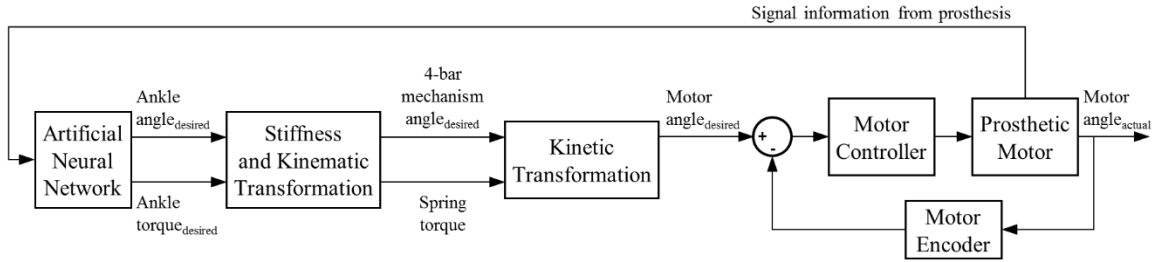 Signal information from prosthesis
Artificial
Neural
Network
Ankle
angle_desired
Ankle
torque_desired
Stiffness
and Kinematic
Transformation
4-bar
mechanism
angle_desired
Spring
torque
Kinetic
Transformation
Motor
angle_desired
+
-
Motor
Controller
Prosthetic
Motor
Motor
angle_actual
Motor
Encoder